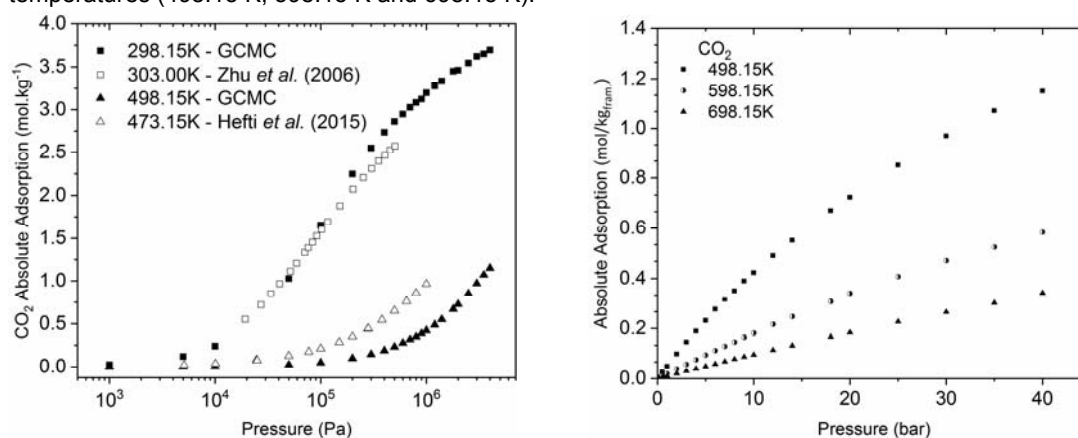 temperatures (498.15 K, 598.15 K and 698.15 K).
CO2 Absolute Adsorption (mol.kg-1)
4.0
3.5
3.0
2.5
2.0
1.5
1.0
0.5
0.0
298.15K - GCMC
303.00K - Zhu et al. (2006)
498.15K - GCMC
473.15K - Hefti et al. (2015)
10^3 10^4 10^5 10^6
Pressure (Pa)
Absolute Adsorption (mol/kg_fram)
1.4
1.2
1.0
0.8
0.6
0.4
0.2
0.0
CO2
498.15K
598.15K
698.15K
0 10 20 30 40
Pressure (bar)